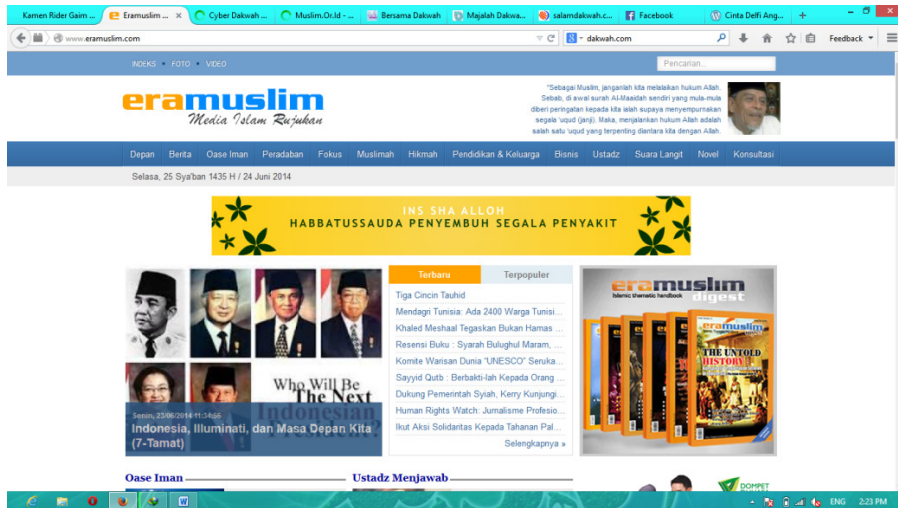 Kamen Rider Gaim ...
Eramuslim ...
Cyber Dakwah ...
Muslim.Or.Id - ...
Bersama Dakwah
Majalah Dakwa...
salamdakwah.c...
Facebook
Cinta Delfi Ang...
www.eramuslim.com
dakwah.com
Feedback
INDEKS • FOTO • VIDEO
Pencarian...
eramuslim
Media Islam Rujukan
"Sebagai Muslim, janganlah kita melalaikan hukum Allah.
Sebab, di awal surah Al-Maaidah sendiri yang mula-mula
diberi peringatan kepada kita ialah supaya menyempurnakan
segala 'uqud (janji). Maka, menjalankan hukum Allah adalah
salah satu 'uqud yang terpenting diantara kita dengan Allah.
Depan Berita Oase Iman Peradaban Fokus Muslimah Hikmah Pendidikan & Keluarga Bisnis Ustadz Suara Langit Novel Konsultasi
Selasa, 25 Sya'ban 1435 H / 24 Juni 2014
INS SHA ALLOH
HABBATUSSAUDA PENYEMBUH SEGALA PENYAKIT
Who Will Be
The Next
Indonesian
President?
Senin, 23/06/2014 11:34:56
Indonesia, Illuminati, dan Masa Depan Kita
(7-Tamat)
Terbaru
Terpopuler
Tiga Cincin Tauhid
Mendagri Tunisia: Ada 2400 Warga Tunisi...
Khaled Meshaal Tegaskan Bukan Hamas ...
Resensi Buku : Syarah Bulughul Maram, ...
Komite Warisan Dunia "UNESCO" Seruka...
Sayyid Qutb : Berbakti-lah Kepada Orang ...
Dukung Pemerintah Syiah, Kerry Kunjungi...
Human Rights Watch: Jurnalisme Profesio...
Ikut Aksi Solidaritas Kepada Tahanan Pal...
Selengkapnya »
eramuslim
Islamic thematic handbook
digest
eramuslim
THE UNTOLD
HISTORY
Oase Iman
Ustadz Menjawab
DOMPET
ENG
2:23 PM